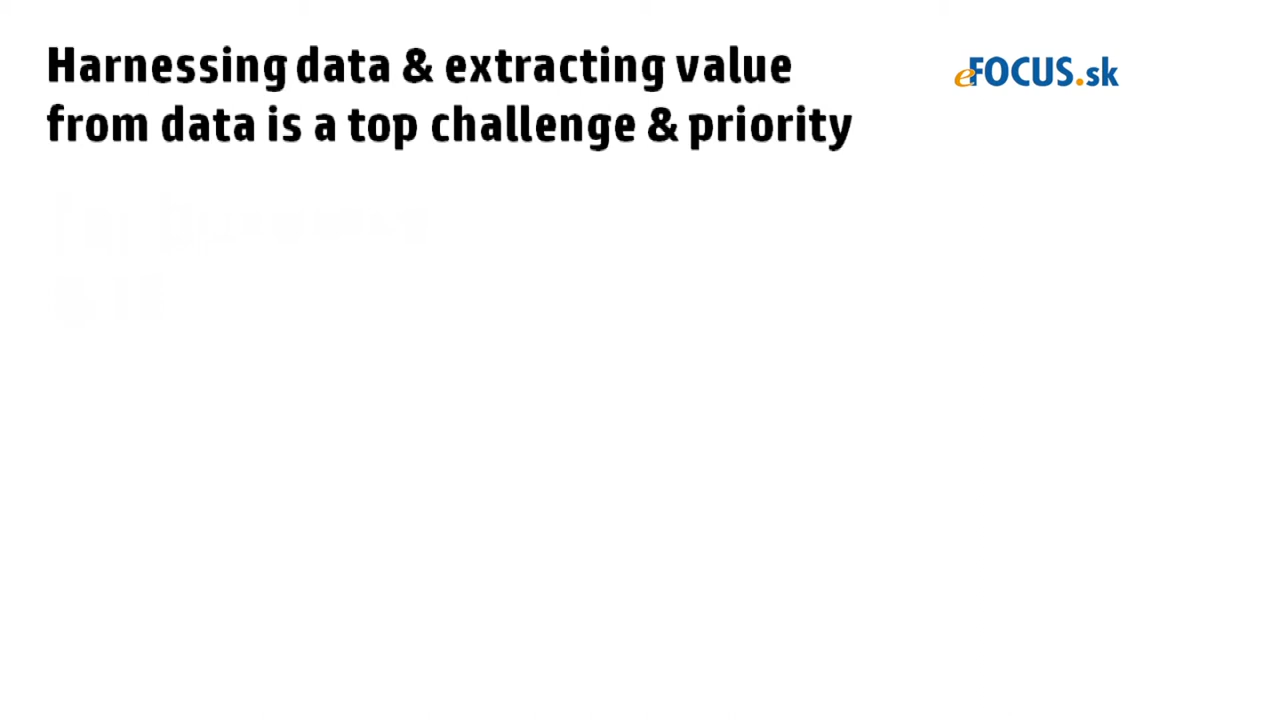 Harnessing data & extracting value
from data is a top challenge & priority
eFOCUS.sk